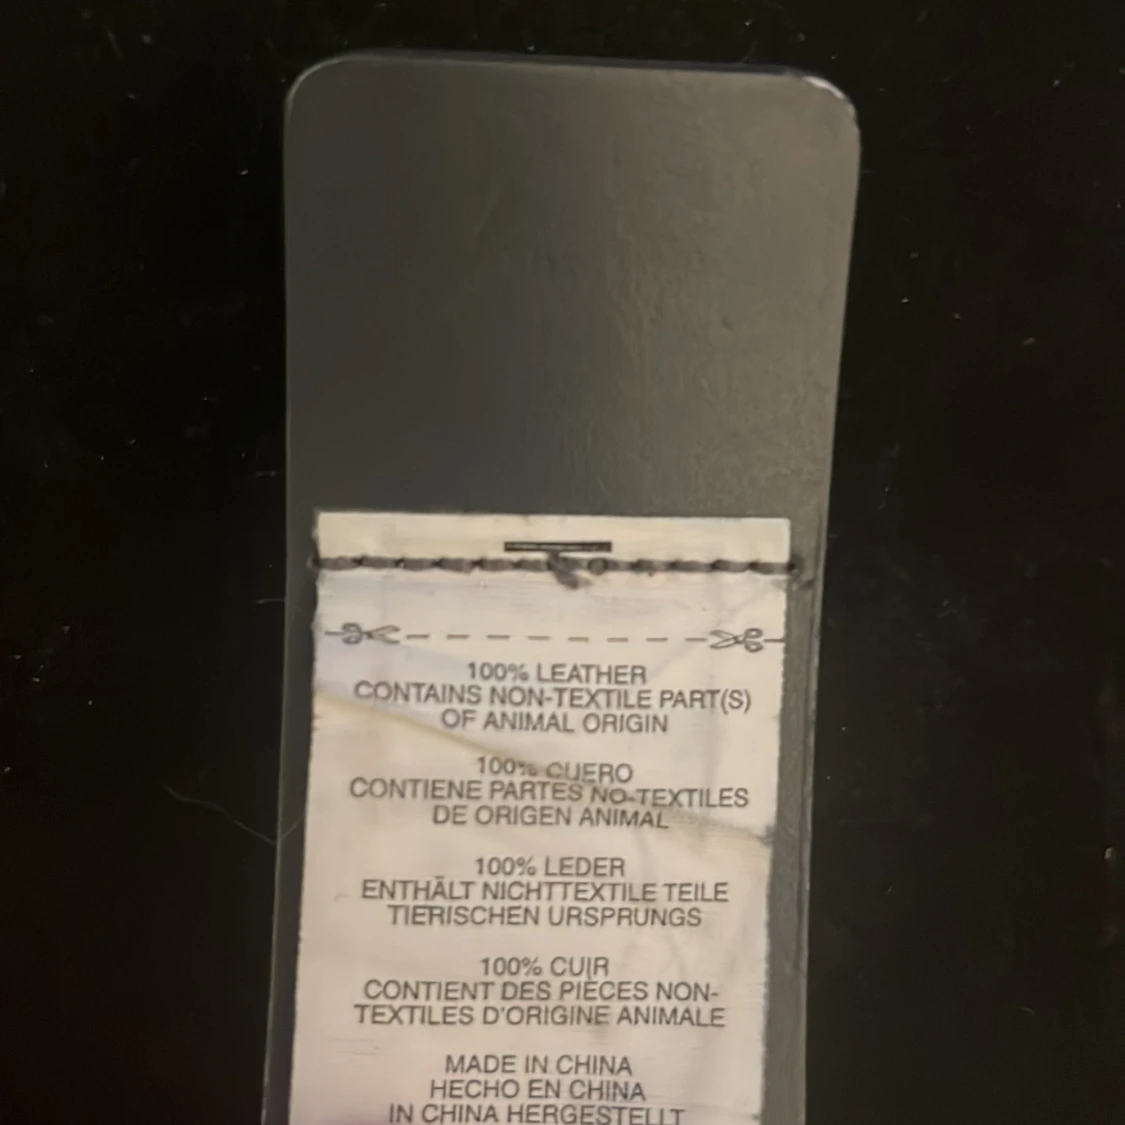 100% LEATHER
CONTAINS NON-TEXTILE PART(S)
OF ANIMAL ORIGIN
100% CUERO
CONTIENE PARTES NO-TEXTILES
DE ORIGEN ANIMAL
100% LEDER
ENTHÄLT NICHTTEXTILE TEILE
TIERISCHEN URSPRUNGS
100% CUIR
CONTIENT DES PIÈCES NON-
TEXTILES D'ORIGINE ANIMALE
MADE IN CHINA
HECHO EN CHINA
IN CHINA HERGESTELLT